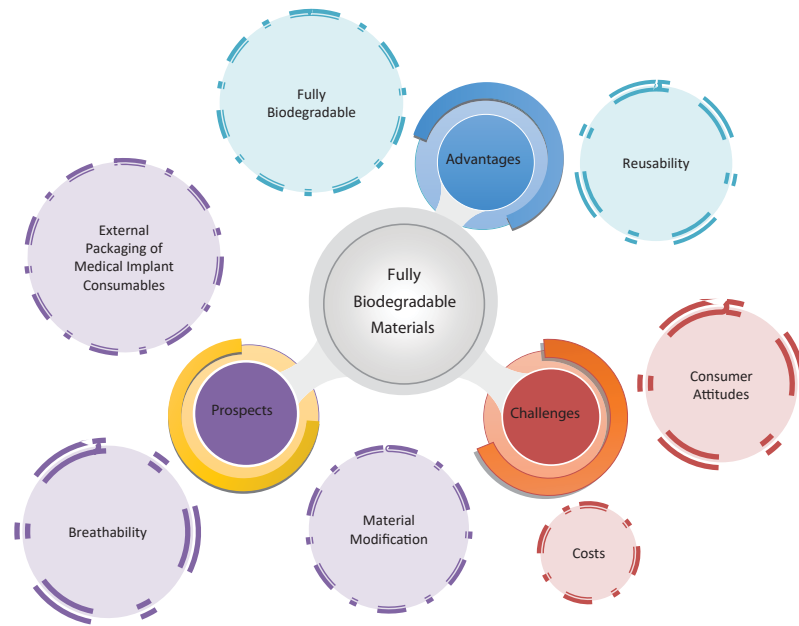 Fully
Biodegradable
Advantages
Reusability
External
Packaging of
Medical Implant
Consumables
Fully
Biodegradable
Materials
Prospects
Challenges
Consumer
Attitudes
Breathability
Material
Modification
Costs